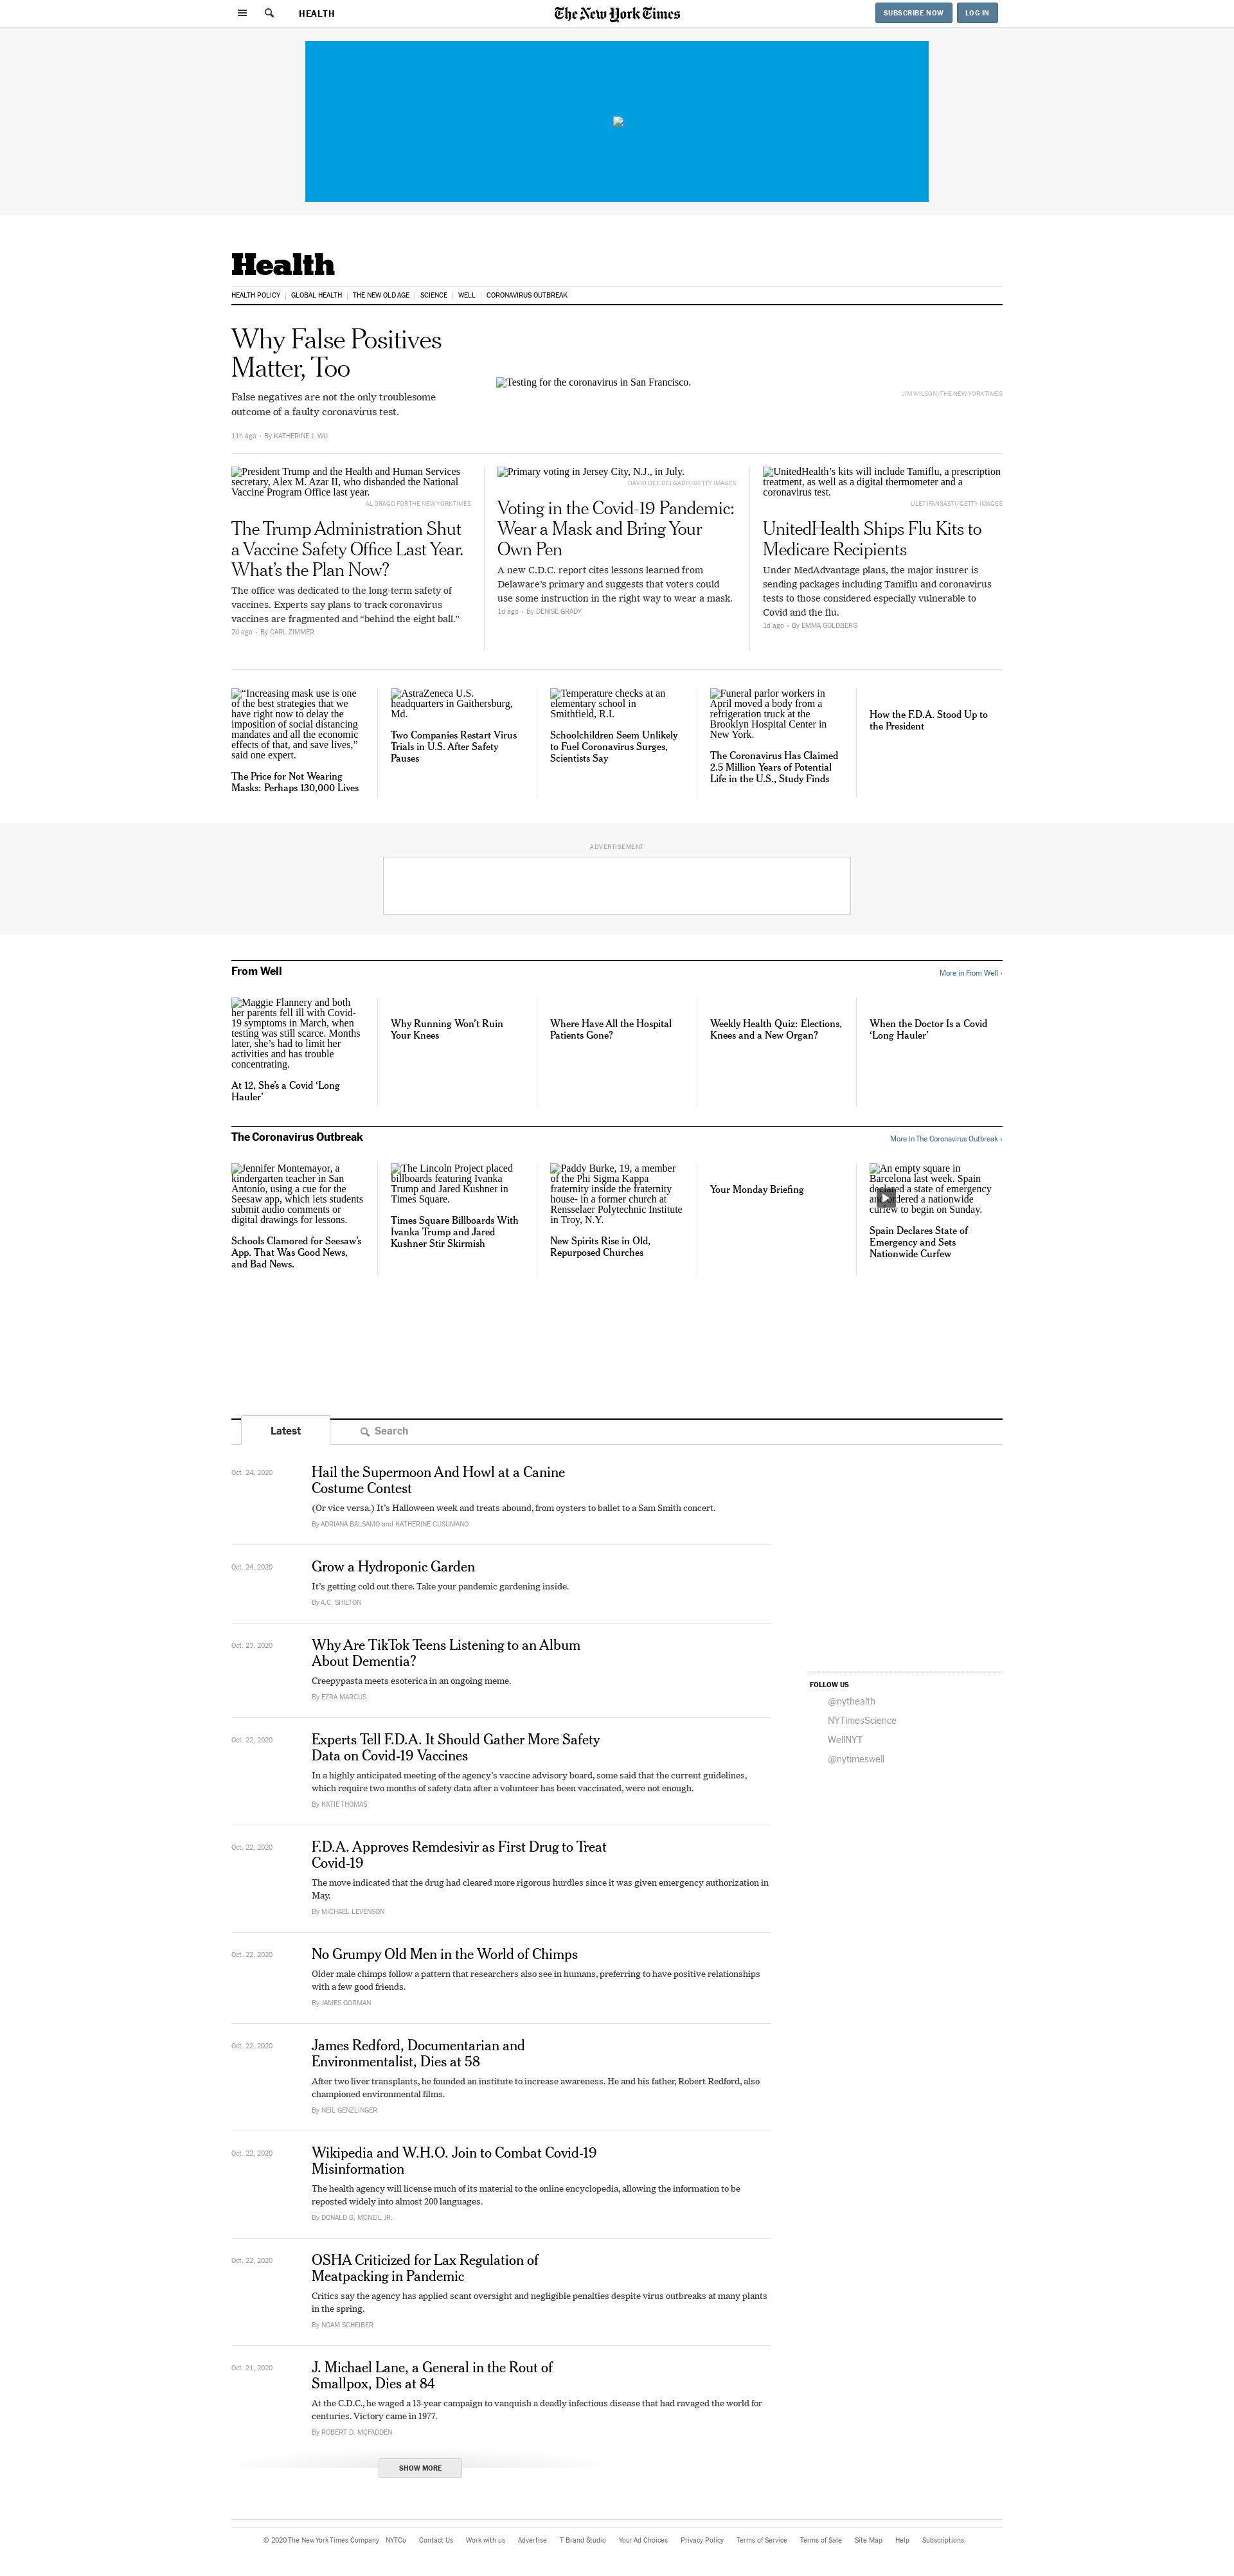 HEALTH
The New York Times
SUBSCRIBE NOW
LOG IN
Health
HEALTH POLICY
GLOBAL HEALTH
THE NEW OLD AGE
SCIENCE
WELL
CORONAVIRUS OUTBREAK
Why False Positives
Matter, Too
False negatives are not the only troublesome
outcome of a faulty coronavirus test.
11h ago • By KATHERINE J. WU
Testing for the coronavirus in San Francisco.
JIM WILSON/THE NEW YORK TIMES
President Trump and the Health and Human Services
secretary, Alex M. Azar II, who disbanded the National
Vaccine Program Office last year.
AL DRAGO FOR THE NEW YORK TIMES
The Trump Administration Shut
a Vaccine Safety Office Last Year.
What's the Plan Now?
The office was dedicated to the long-term safety of
vaccines. Experts say plans to track coronavirus
vaccines are fragmented and “behind the eight ball.”
2d ago • By CARL ZIMMER
Primary voting in Jersey City, N.J., in July.
DAVID DEE DELGADO/GETTY IMAGES
Voting in the Covid-19 Pandemic:
Wear a Mask and Bring Your
Own Pen
A new C.D.C. report cites lessons learned from
Delaware's primary and suggests that voters could
use some instruction in the right way to wear a mask.
1d ago • By DENISE GRADY
UnitedHealth's kits will include Tamiflu, a prescription
treatment, as well as a digital thermometer and a
coronavirus test.
ULET IFANSASTI/GETTY IMAGES
UnitedHealth Ships Flu Kits to
Medicare Recipients
Under MedAdvantage plans, the major insurer is
sending packages including Tamiflu and coronavirus
tests to those considered especially vulnerable to
Covid and the flu.
1d ago • By EMMA GOLDBERG
“Increasing mask use is one
of the best strategies that we
have right now to delay the
imposition of social distancing
mandates and all the economic
effects of that, and save lives,”
said one expert.
The Price for Not Wearing
Masks: Perhaps 130,000 Lives
AstraZeneca U.S.
headquarters in Gaithersburg,
Md.
Two Companies Restart Virus
Trials in U.S. After Safety
Pauses
Temperature checks at an
elementary school in
Smithfield, R.I.
Schoolchildren Seem Unlikely
to Fuel Coronavirus Surges,
Scientists Say
Funeral parlor workers in
April moved a body from a
refrigeration truck at the
Brooklyn Hospital Center in
New York.
The Coronavirus Has Claimed
2.5 Million Years of Potential
Life in the U.S., Study Finds
How the F.D.A. Stood Up to
the President
ADVERTISEMENT
From Well
More in From Well ›
Maggie Flannery and both
her parents fell ill with Covid-
19 symptoms in March, when
testing was still scarce. Months
later, she's had to limit her
activities and has trouble
concentrating.
At 12, She's a Covid ‘Long
Hauler’
Why Running Won't Ruin
Your Knees
Where Have All the Hospital
Patients Gone?
Weekly Health Quiz: Elections,
Knees and a New Organ?
When the Doctor Is a Covid
‘Long Hauler’
The Coronavirus Outbreak
More in The Coronavirus Outbreak ›
Jennifer Montemayor, a
kindergarten teacher in San
Antonio, using a cue for the
Seesaw app, which lets students
submit audio comments or
digital drawings for lessons.
Schools Clamored for Seesaw's
App. That Was Good News,
and Bad News.
The Lincoln Project placed
billboards featuring Ivanka
Trump and Jared Kushner in
Times Square.
Times Square Billboards With
Ivanka Trump and Jared
Kushner Stir Skirmish
Paddy Burke, 19, a member
of the Phi Sigma Kappa
fraternity inside the fraternity
house- in a former church at
Rensselaer Polytechnic Institute
in Troy, N.Y.
New Spirits Rise in Old,
Repurposed Churches
Your Monday Briefing
An empty square in
Barcelona last week. Spain
declared a state of emergency
and ordered a nationwide
curfew to begin on Sunday.
Spain Declares State of
Emergency and Sets
Nationwide Curfew
Latest
Search
Oct. 24, 2020
Hail the Supermoon And Howl at a Canine
Costume Contest
(Or vice versa.) It's Halloween week and treats abound, from oysters to ballet to a Sam Smith concert.
By ADRIANA BALSAMO and KATHERINE CUSUMANO
Oct. 24, 2020
Grow a Hydroponic Garden
It's getting cold out there. Take your pandemic gardening inside.
By A.C. SHILTON
Oct. 23, 2020
Why Are TikTok Teens Listening to an Album
About Dementia?
Creepypasta meets esoterica in an ongoing meme.
By EZRA MARCUS
Oct. 22, 2020
Experts Tell F.D.A. It Should Gather More Safety
Data on Covid-19 Vaccines
In a highly anticipated meeting of the agency's vaccine advisory board, some said that the current guidelines,
which require two months of safety data after a volunteer has been vaccinated, were not enough.
By KATIE THOMAS
Oct. 22, 2020
F.D.A. Approves Remdesivir as First Drug to Treat
Covid-19
The move indicated that the drug had cleared more rigorous hurdles since it was given emergency authorization in
May.
By MICHAEL LEVENSON
Oct. 22, 2020
No Grumpy Old Men in the World of Chimps
Older male chimps follow a pattern that researchers also see in humans, preferring to have positive relationships
with a few good friends.
By JAMES GORMAN
Oct. 22, 2020
James Redford, Documentarian and
Environmentalist, Dies at 58
After two liver transplants, he founded an institute to increase awareness. He and his father, Robert Redford, also
championed environmental films.
By NEIL GENZLINGER
Oct. 22, 2020
Wikipedia and W.H.O. Join to Combat Covid-19
Misinformation
The health agency will license much of its material to the online encyclopedia, allowing the information to be
reposted widely into almost 200 languages.
By DONALD G. MCNEIL JR.
Oct. 22, 2020
OSHA Criticized for Lax Regulation of
Meatpacking in Pandemic
Critics say the agency has applied scant oversight and negligible penalties despite virus outbreaks at many plants
in the spring.
By NOAM SCHEIBER
Oct. 21, 2020
J. Michael Lane, a General in the Rout of
Smallpox, Dies at 84
At the C.D.C., he waged a 13-year campaign to vanquish a deadly infectious disease that had ravaged the world for
centuries. Victory came in 1977.
By ROBERT D. MCFADDEN
SHOW MORE
FOLLOW US
@nythealth
NYTimesScience
WellNYT
@nytimeswell
© 2020 The New York Times Company
NYTCo
Contact Us
Work with us
Advertise
T Brand Studio
Your Ad Choices
Privacy Policy
Terms of Service
Terms of Sale
Site Map
Help
Subscriptions